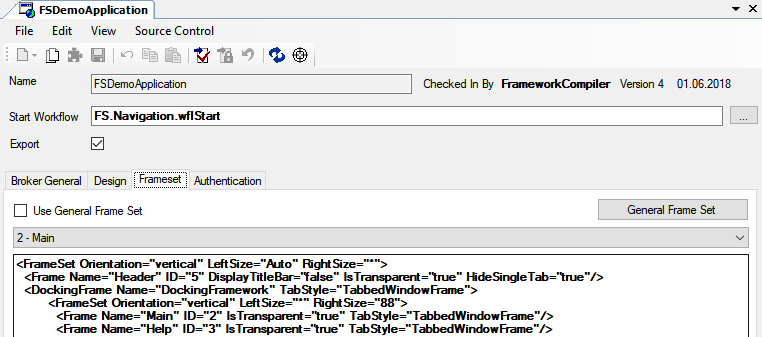 FSDemoApplication
File Edit View Source Control
Name FSDemoApplication Checked In By FrameworkCompiler Version 4 01.06.2018
Start Workflow FS.Navigation.wflStart ...
Export
Broker General Design Frameset Authentication
Use General Frame Set General Frame Set
2 - Main
<FrameSet Orientation="vertical" LeftSize="Auto" RightSize="*">
<Frame Name="Header" ID="5" DisplayTitleBar="false" IsTransparent="true" HideSingleTab="true"/>
<DockingFrame Name="DockingFramework" TabStyle="TabbedWindowFrame">
<FrameSet Orientation="vertical" LeftSize="*" RightSize="88">
<Frame Name="Main" ID="2" IsTransparent="true" TabStyle="TabbedWindowFrame"/>
<Frame Name="Help" ID="3" IsTransparent="true" TabStyle="TabbedWindowFrame"/>